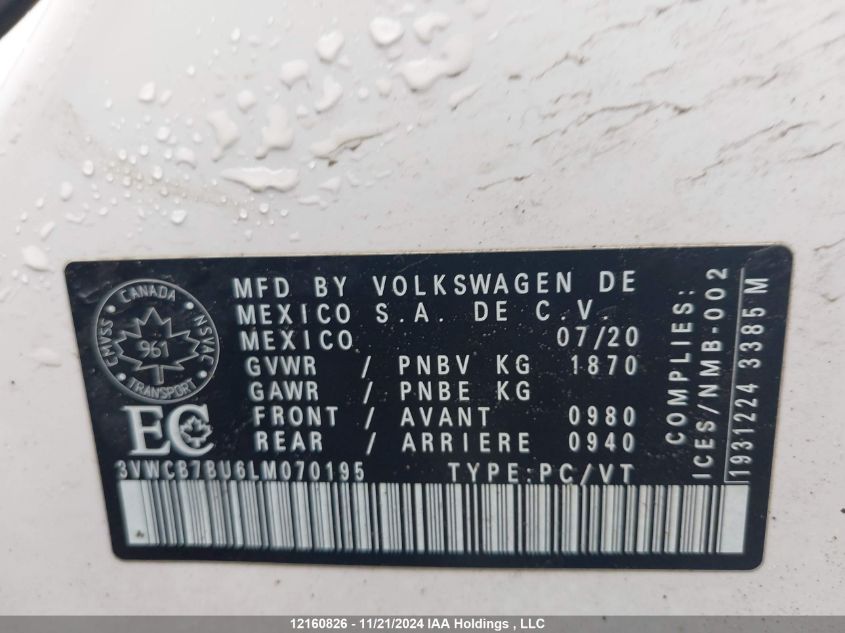 CANADA
CMVSS
NSVAC
961
TRANSPORT
EC
MFD BY VOLKSWAGEN DE
MEXICO S.A. DE C.V.
MEXICO 07/20
GVWR / PNBV KG 1870
GAWR / PNBE KG
FRONT / AVANT 0980
REAR / ARRIERE 0940
3VWCB7BU6LM070195 TYPE:PC/VT
COMPLIES:
ICES/NMB-002
1931224 3385 M
12160826 - 11/21/2024 IAA Holdings , LLC